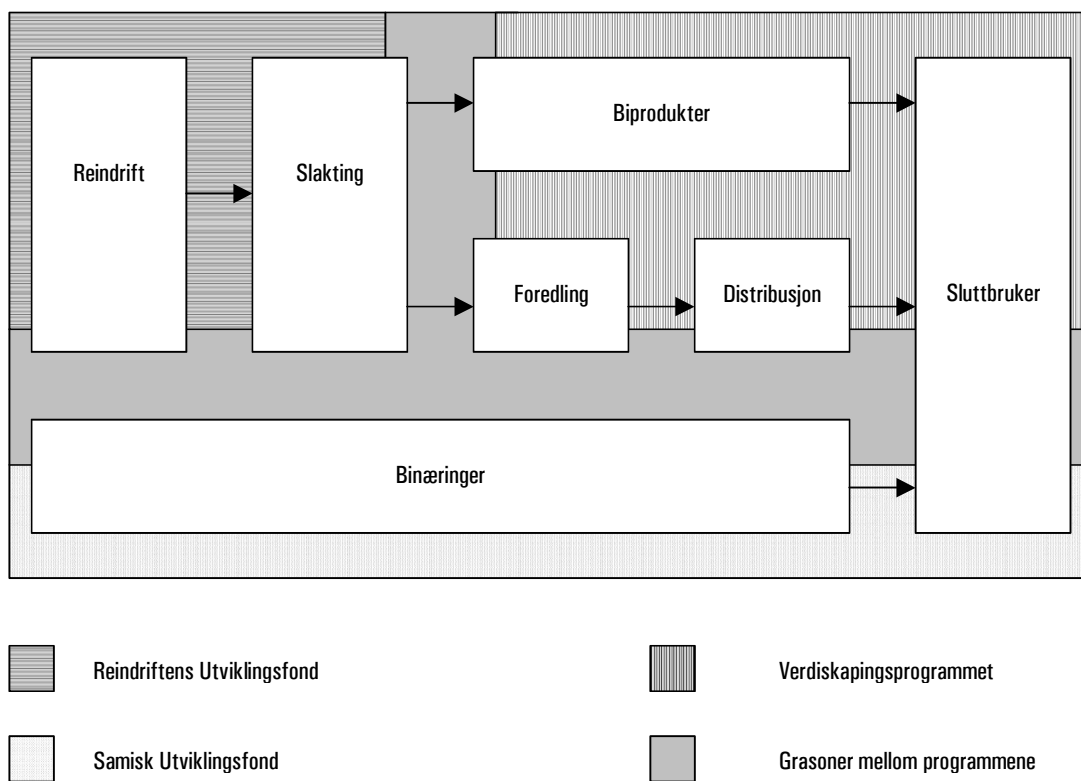 Biprodukter
Reindrift
Slakting
Foredling
Distribusjon
Sluttbruker
Binæringer
Reindriftens Utviklingsfond
Verdiskapingsprogrammet
Samisk Utviklingsfond
Grasoner mellom programmene